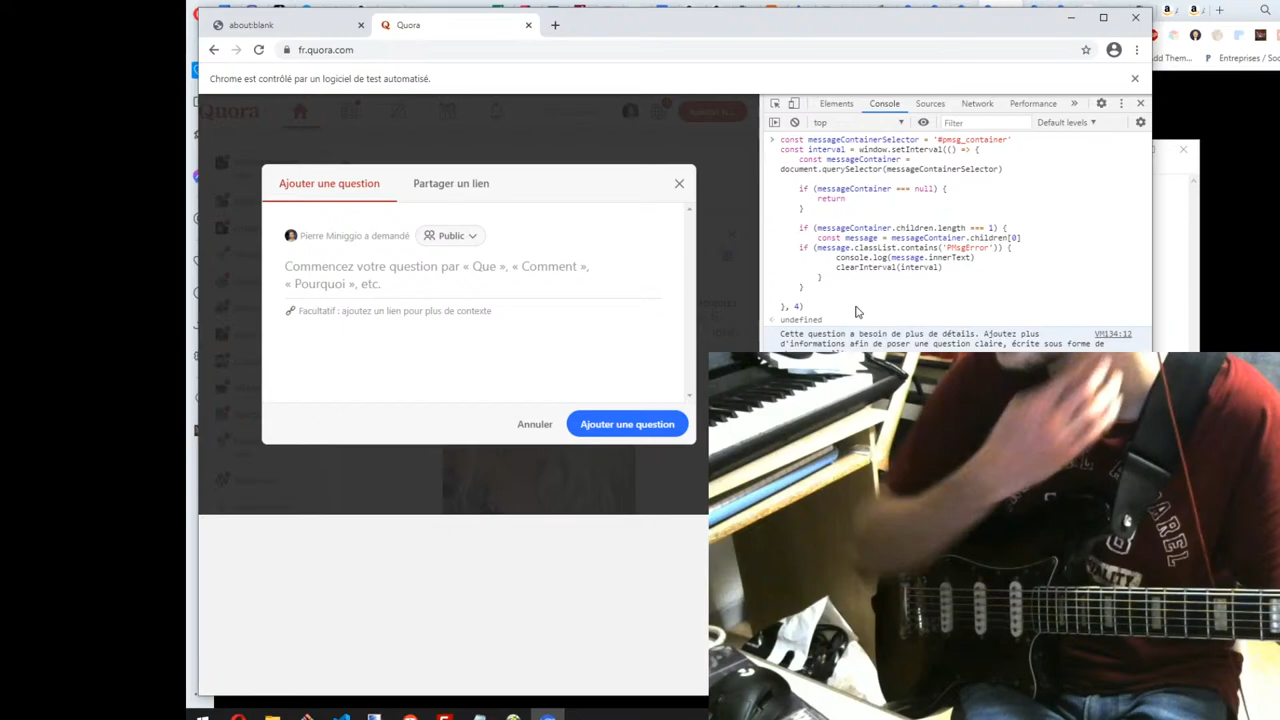 about:blank
Quora
fr.quora.com
Chrome est contrôlé par un logiciel de test automatisé.
dd Them...
Entreprises / Soc
Quora
Elements Console Sources Network Performance
top
Filter
Default levels
const messageContainerSelector = '#pmsg_container'
const interval = window.setInterval(() => {
const messageContainer =
document.querySelector(messageContainerSelector)
if (messageContainer === null) {
return
}
if (messageContainer.children.length === 1) {
const message = messageContainer.children[0]
if (message.classList.contains('PMsgError')) {
console.log(message.innerText)
clearInterval(interval)
}
}
}, 4)
undefined
Cette question a besoin de plus de détails. Ajoutez plus VM134:12
d'informations afin de poser une question claire, écrite sous forme de
Ajouter une question
Partager un lien
Pierre Miniggio a demandé
Public
Commencez votre question par « Que », « Comment »,
« Pourquoi », etc.
Facultatif : ajoutez un lien pour plus de contexte
Annuler
Ajouter une question